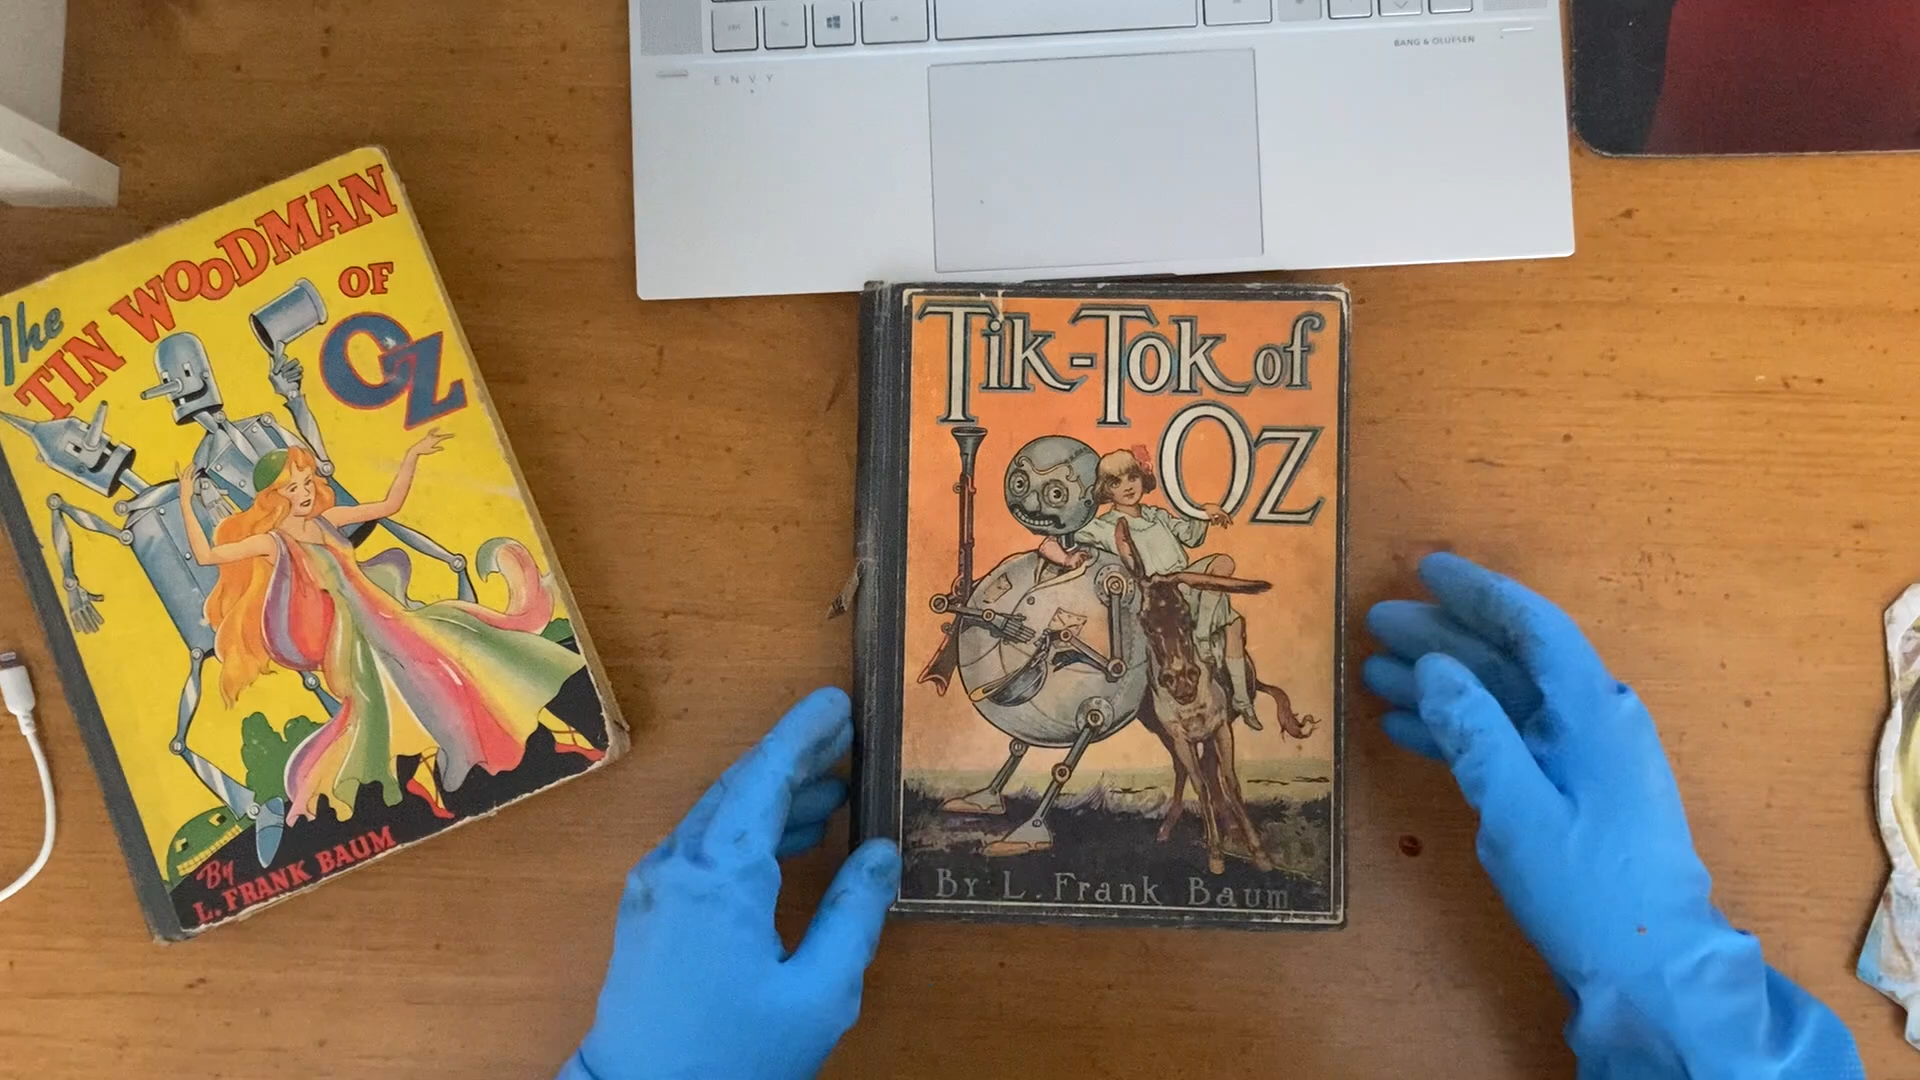 ENVY
BANG & OLUFSEN
The
TIN WOODMAN
OF
OZ
By
L. FRANK BAUM
Tik-Tok of
Oz
By L. Frank Baum